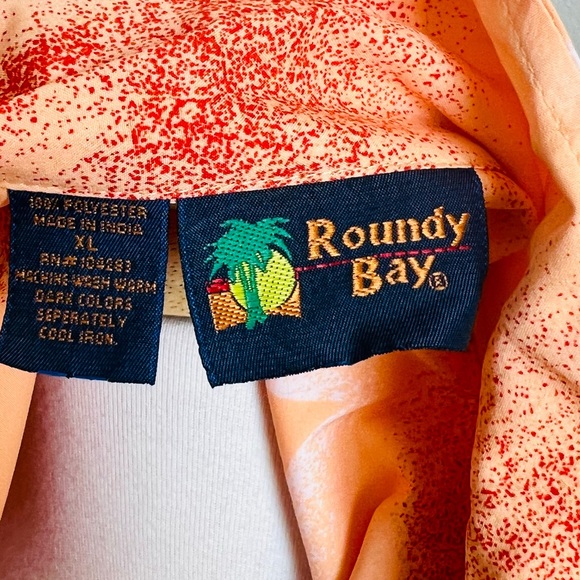 100% POLYESTER
MADE IN INDIA
XL
RN#104283
MACHINE WASH WARM
DARK COLORS
SEPERATELY
COOL IRON.
Roundy
Bay®